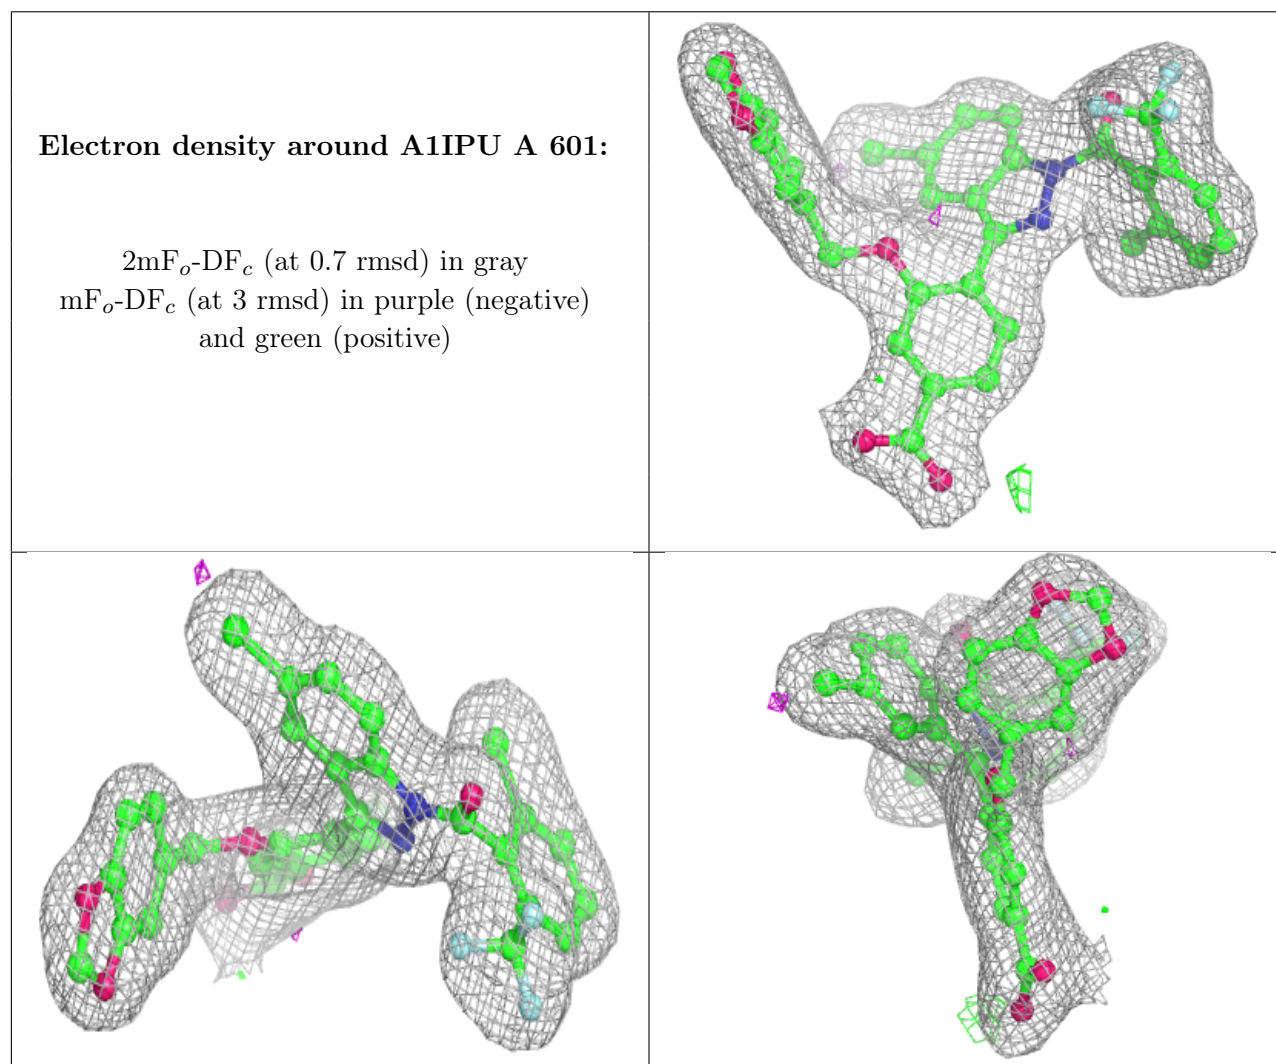 Electron density around A1IPU A 601:
2mFo-DFc (at 0.7 rmsd) in gray
mFo-DFc (at 3 rmsd) in purple (negative)
and green (positive)